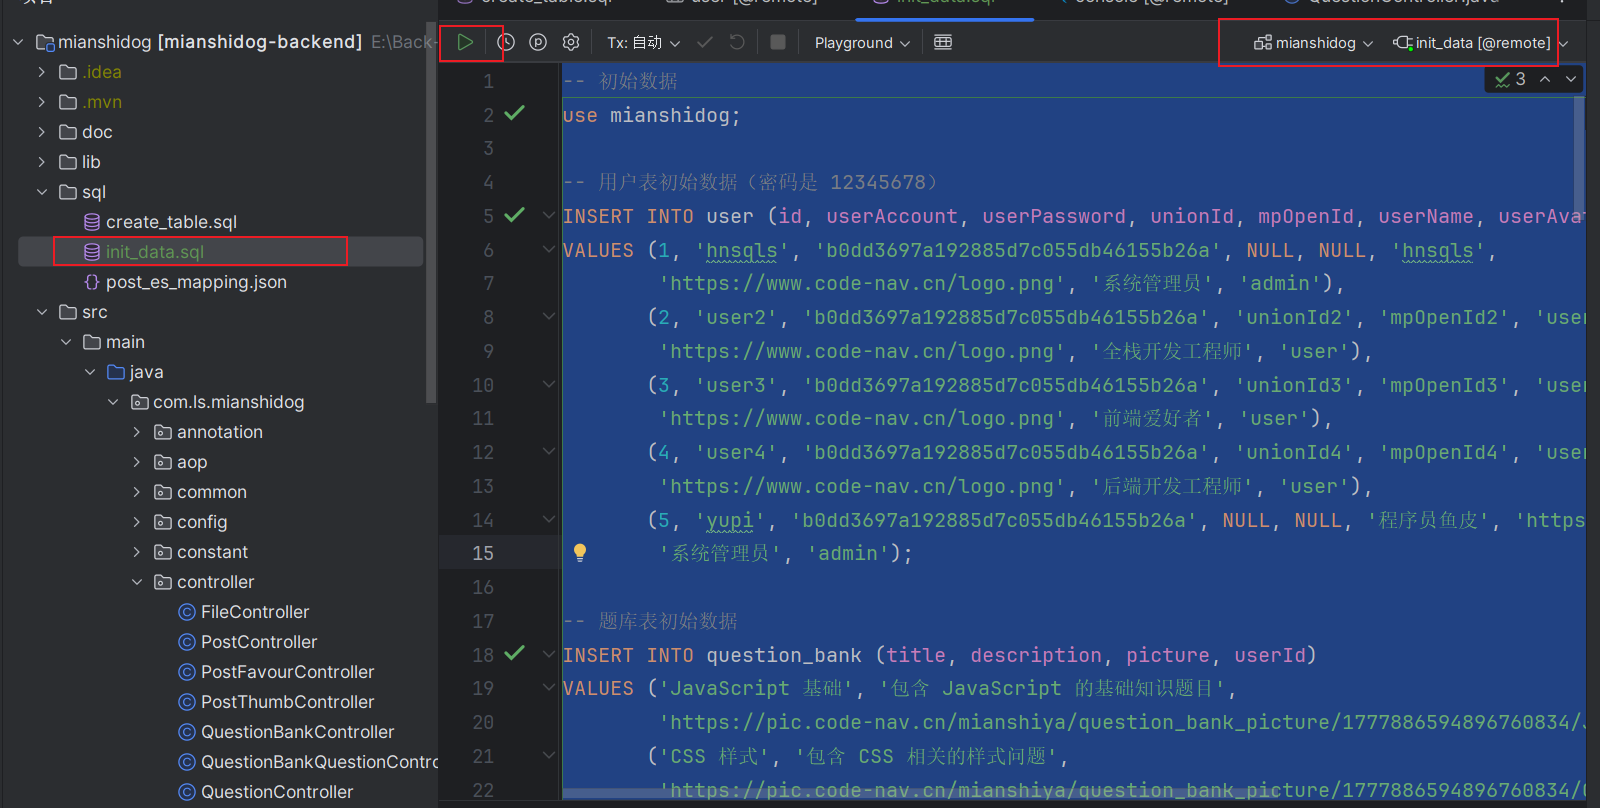 mianshidog [mianshidog-backend] E:\Back-
.idea
.mvn
doc
lib
sql
create_table.sql
init_data.sql
post_es_mapping.json
src
main
java
com.ls.mianshidog
annotation
aop
common
config
constant
controller
FileController
PostController
PostFavourController
PostThumbController
QuestionBankController
QuestionBankQuestionContro
QuestionController
Tx: 自动
Playground
mianshidog
init_data [@remote]
3
1 -- 初始数据
2 use mianshidog;
3
4 -- 用户表初始数据（密码是 12345678）
5 INSERT INTO user (id, userAccount, userPassword, unionId, mpOpenId, userName, userAva
6 VALUES (1, 'hnsqls', 'b0dd3697a192885d7c055db46155b26a', NULL, NULL, 'hnsqls',
7 'https://www.code-nav.cn/logo.png', '系统管理员', 'admin'),
8 (2, 'user2', 'b0dd3697a192885d7c055db46155b26a', 'unionId2', 'mpOpenId2', 'user
9 'https://www.code-nav.cn/logo.png', '全栈开发工程师', 'user'),
10 (3, 'user3', 'b0dd3697a192885d7c055db46155b26a', 'unionId3', 'mpOpenId3', 'user
11 'https://www.code-nav.cn/logo.png', '前端爱好者', 'user'),
12 (4, 'user4', 'b0dd3697a192885d7c055db46155b26a', 'unionId4', 'mpOpenId4', 'user
13 'https://www.code-nav.cn/logo.png', '后端开发工程师', 'user'),
14 (5, 'yupi', 'b0dd3697a192885d7c055db46155b26a', NULL, NULL, '程序员鱼皮', 'https
15 '系统管理员', 'admin');
16
17 -- 题库表初始数据
18 INSERT INTO question_bank (title, description, picture, userId)
19 VALUES ('JavaScript 基础', '包含 JavaScript 的基础知识题目',
20 'https://pic.code-nav.cn/mianshiya/question_bank_picture/1777886594896760834/J
21 ('CSS 样式', '包含 CSS 相关的样式问题',
22 'https://pic.code-nav.cn/mianshiya/question_bank_picture/1777886594896760834/